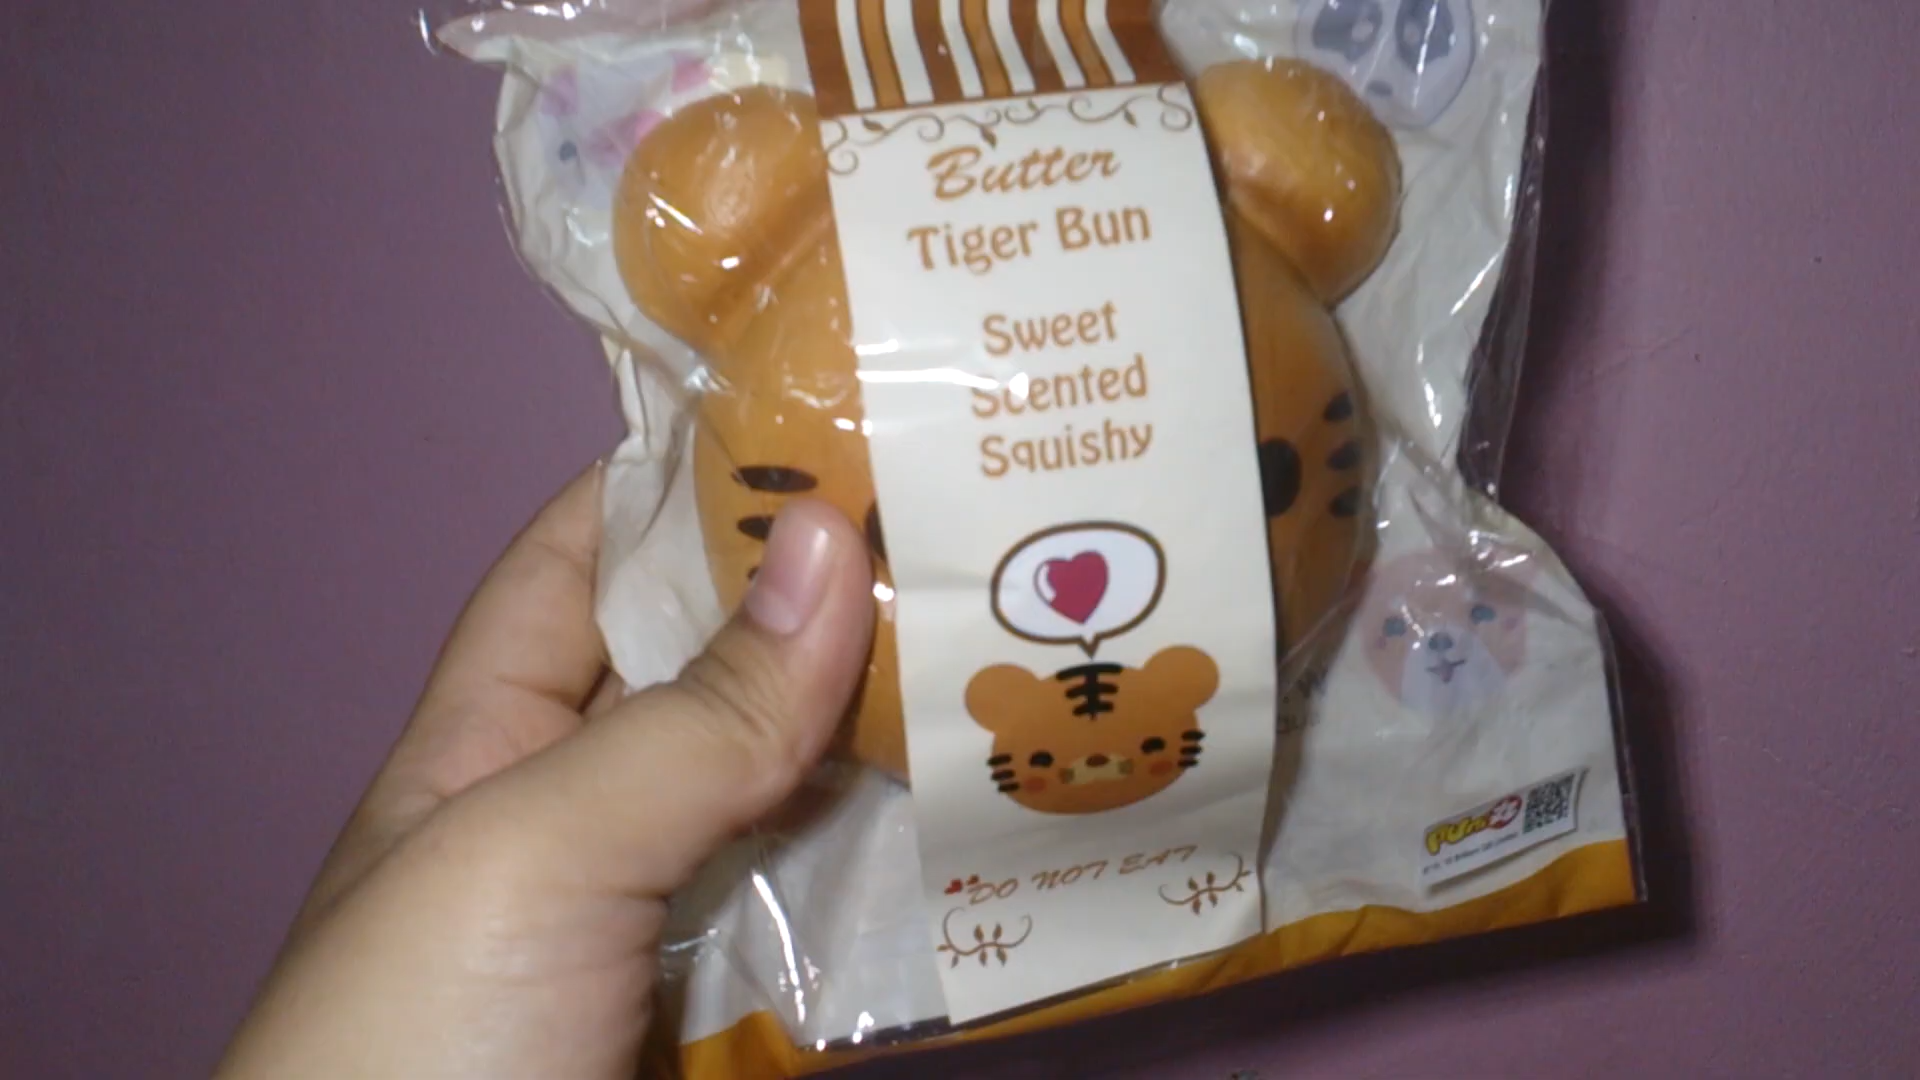 Butter
Tiger Bun
Sweet
Scented
Squishy
DO NOT EAT